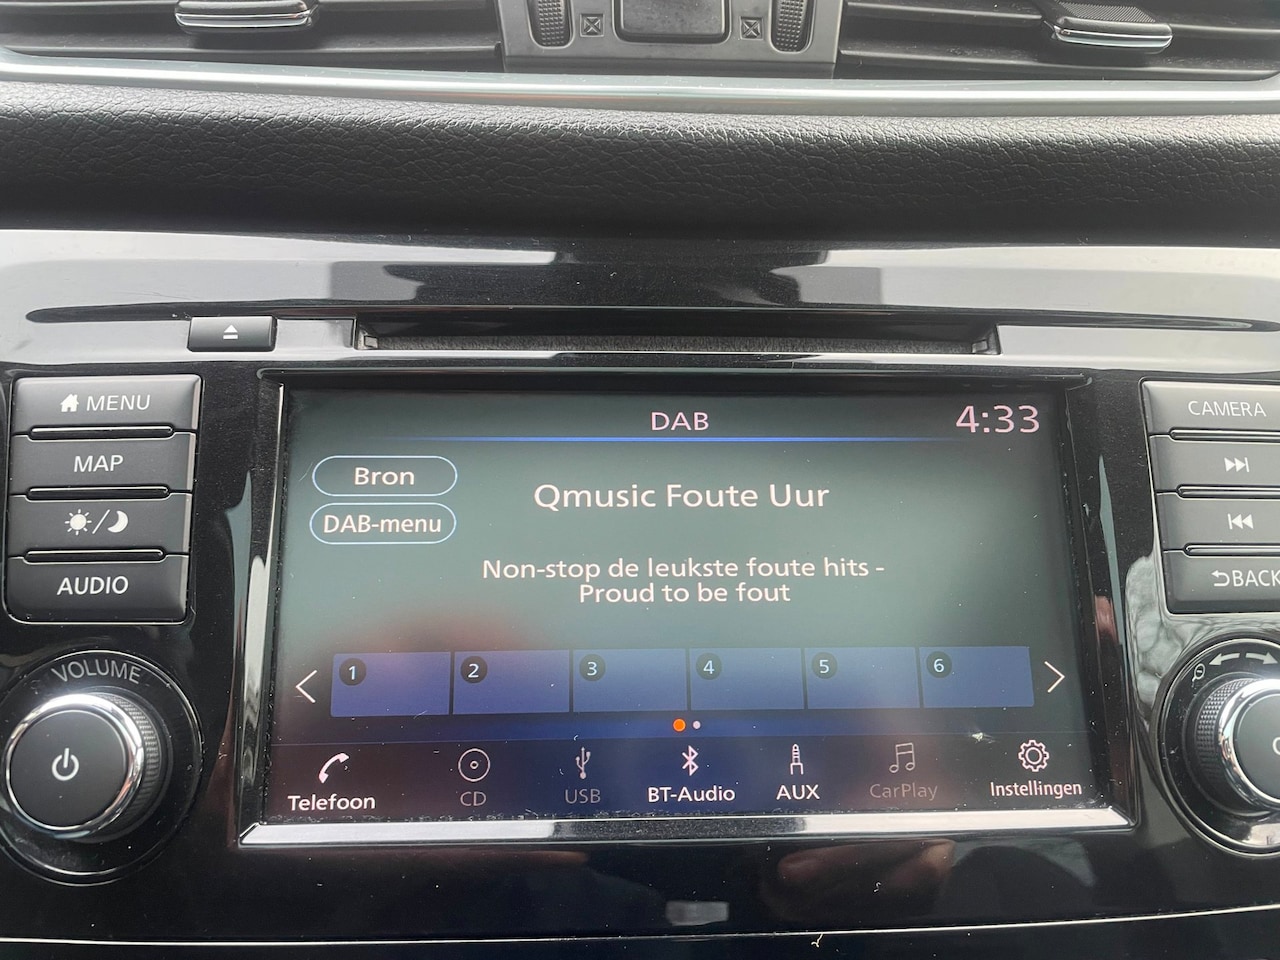 MENU
MAP
AUDIO
VOLUME
DAB
4:33
Bron
DAB-menu
Qmusic Foute Uur
Non-stop de leukste foute hits -
Proud to be fout
1 2 3 4 5 6
Telefoon
CD
USB
BT-Audio
AUX
CarPlay
Instellingen
CAMERA
BACK